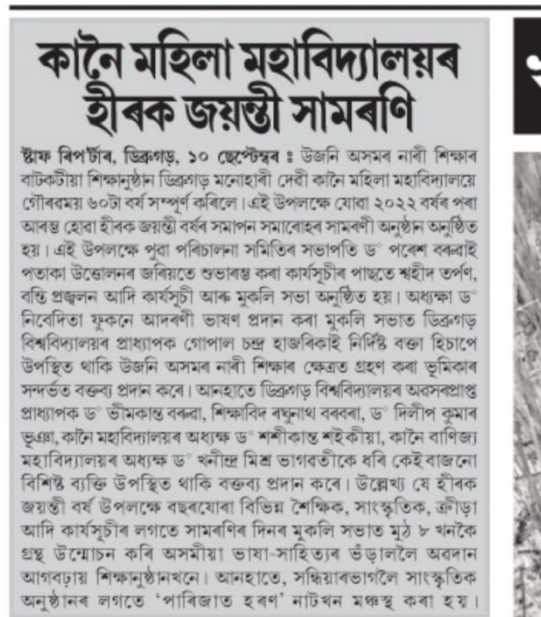 কানৈ মহিলা মহাবিদ্যালয়ৰ
হীৰক জয়ন্তী সামৰণি
ষ্টাফ ৰিপৰ্টাৰ, ডিব্ৰুগড়, ১০ ছেপ্টেম্বৰ ঃ উজনি অসমৰ নাৰী শিক্ষাৰ
বাটকটীয়া শিক্ষানুষ্ঠান ডিব্ৰুগড় মনোহাৰী দেৱী কানৈ মহিলা মহাবিদ্যালয়ে
গৌৰৱময় ৬০টা বৰ্ষ সম্পূৰ্ণ কৰিলে। এই উপলক্ষে যোৱা ২০২২ বৰ্ষৰ পৰা
আৰম্ভ হোৱা হীৰক জয়ন্তী বৰ্ষৰ সমাপন সমাৰোহৰ সামৰণী অনুষ্ঠান অনুষ্ঠিত
হয়। এই উপলক্ষে পুৱা পৰিচালনা সমিতিৰ সভাপতি ড° পৰেশ বৰুৱাই
পতাকা উত্তোলনৰ জৰিয়তে শুভাৰম্ভ কৰা কাৰ্যসূচীৰ পাছতে শ্বহীদ তৰ্পণ,
বন্তি প্ৰজ্বলন আদি কাৰ্যসূচী আৰু মুকলি সভা অনুষ্ঠিত হয়। অধ্যক্ষা ড°
নিবেদিতা ফুকনে আদৰণী ভাষণ প্ৰদান কৰা মুকলি সভাত ডিব্ৰুগড়
বিশ্ববিদ্যালয়ৰ প্ৰাধ্যাপক গোপাল চন্দ্ৰ হাজৰিকাই নিৰ্দিষ্ট বক্তা হিচাপে
উপস্থিত থাকি উজনি অসমৰ নাৰী শিক্ষাৰ ক্ষেত্ৰত গ্ৰহণ কৰা ভূমিকাৰ
সন্দৰ্ভত বক্তব্য প্ৰদান কৰে। আনহাতে ডিব্ৰুগড় বিশ্ববিদ্যালয়ৰ অৱসৰপ্ৰাপ্ত
প্ৰাধ্যাপক ড° ভীমকান্ত বৰুৱা, শিক্ষাবিদ ৰঘুনাথ বৰবৰা, ড° দিলীপ কুমাৰ
ভূঞা, কানৈ মহাবিদ্যালয়ৰ অধ্যক্ষ ড° শশীকান্ত শইকীয়া, কানৈ বাণিজ্য
মহাবিদ্যালয়ৰ অধ্যক্ষ ড° খনীন্দ্ৰ মিশ্ৰ ভাগৱতীকে ধৰি কেইবাজনো
বিশিষ্ট ব্যক্তি উপস্থিত থাকি বক্তব্য প্ৰদান কৰে। উল্লেখ্য যে হীৰক
জয়ন্তী বৰ্ষ উপলক্ষে বছৰযোৰা বিভিন্ন শৈক্ষিক, সাংস্কৃতিক, ক্ৰীড়া
আদি কাৰ্যসূচীৰ লগতে সামৰণিৰ দিনৰ মুকলি সভাত মুঠ ৮ খনকৈ
গ্ৰন্থ উন্মোচন কৰি অসমীয়া ভাষা-সাহিত্যৰ ভঁড়াললৈ অৱদান
আগবঢ়ায় শিক্ষানুষ্ঠানখনে। আনহাতে, সন্ধিয়াৰভাগলৈ সাংস্কৃতিক
অনুষ্ঠানৰ লগতে ‘পাৰিজাত হৰণ’ নাটখন মঞ্চস্থ কৰা হয়।